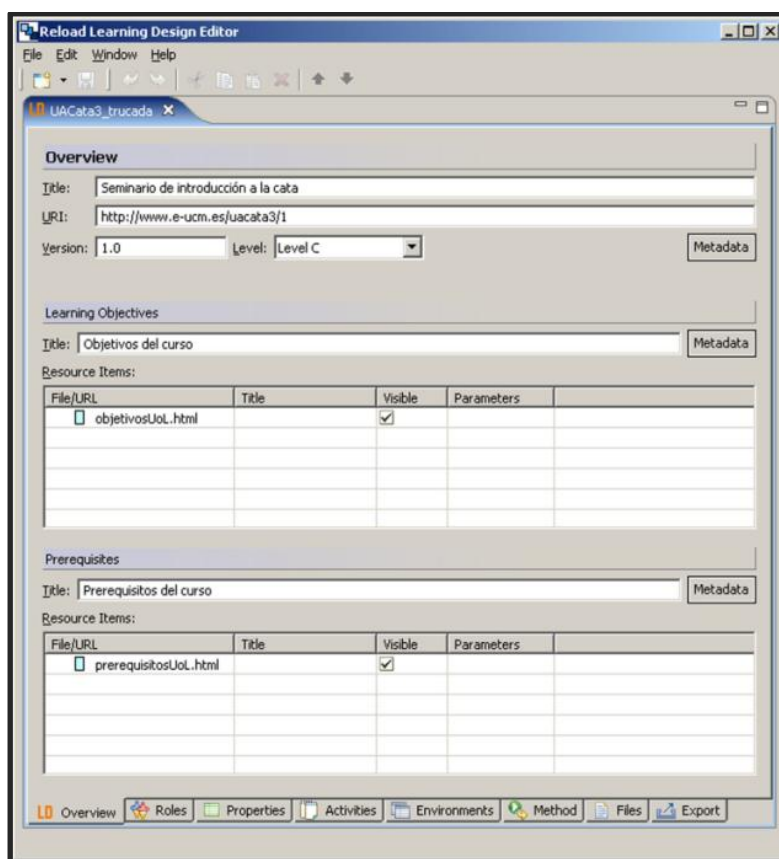 Reload Learning Design Editor
File Edit Window Help
LD UACata3_trucada
Overview
Title: Seminario de introducción a la cata
URI: http://www.e-ucm.es/uacata3/1
Version: 1.0 Level: Level C Metadata
Learning Objectives
Title: Objetivos del curso Metadata
Resource Items:
File/URL Title Visible Parameters
objetivosUoL.html
Prerequisites
Title: Prerequisitos del curso Metadata
Resource Items:
File/URL Title Visible Parameters
prerequisitosUoL.html
LD Overview Roles Properties Activities Environments Method Files Export